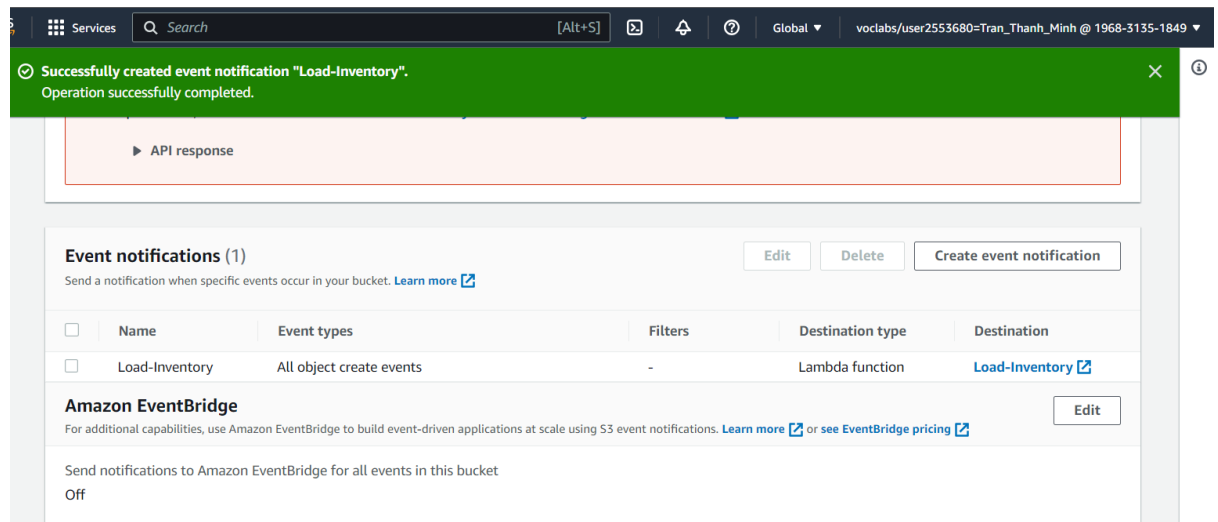 Services Search [Alt+S] Global ▼ voclabs/user2553680=Tran_Thanh_Minh @ 1968-3135-1849 ▼
Successfully created event notification "Load-Inventory".
Operation successfully completed.
▶ API response
Event notifications (1) Edit Delete Create event notification
Send a notification when specific events occur in your bucket. Learn more
Name Event types Filters Destination type Destination
Load-Inventory All object create events - Lambda function Load-Inventory
Amazon EventBridge Edit
For additional capabilities, use Amazon EventBridge to build event-driven applications at scale using S3 event notifications. Learn more or see EventBridge pricing
Send notifications to Amazon EventBridge for all events in this bucket
Off